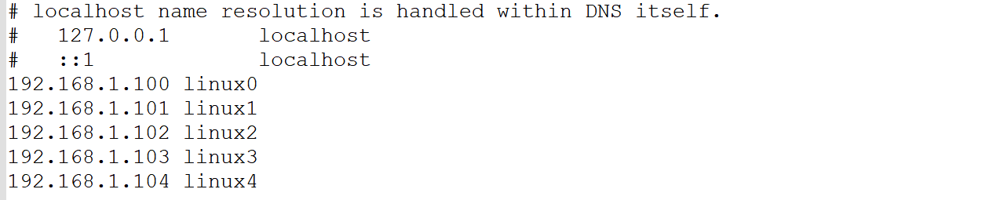 # localhost name resolution is handled within DNS itself.
#   127.0.0.1       localhost
#   ::1             localhost
192.168.1.100 linux0
192.168.1.101 linux1
192.168.1.102 linux2
192.168.1.103 linux3
192.168.1.104 linux4